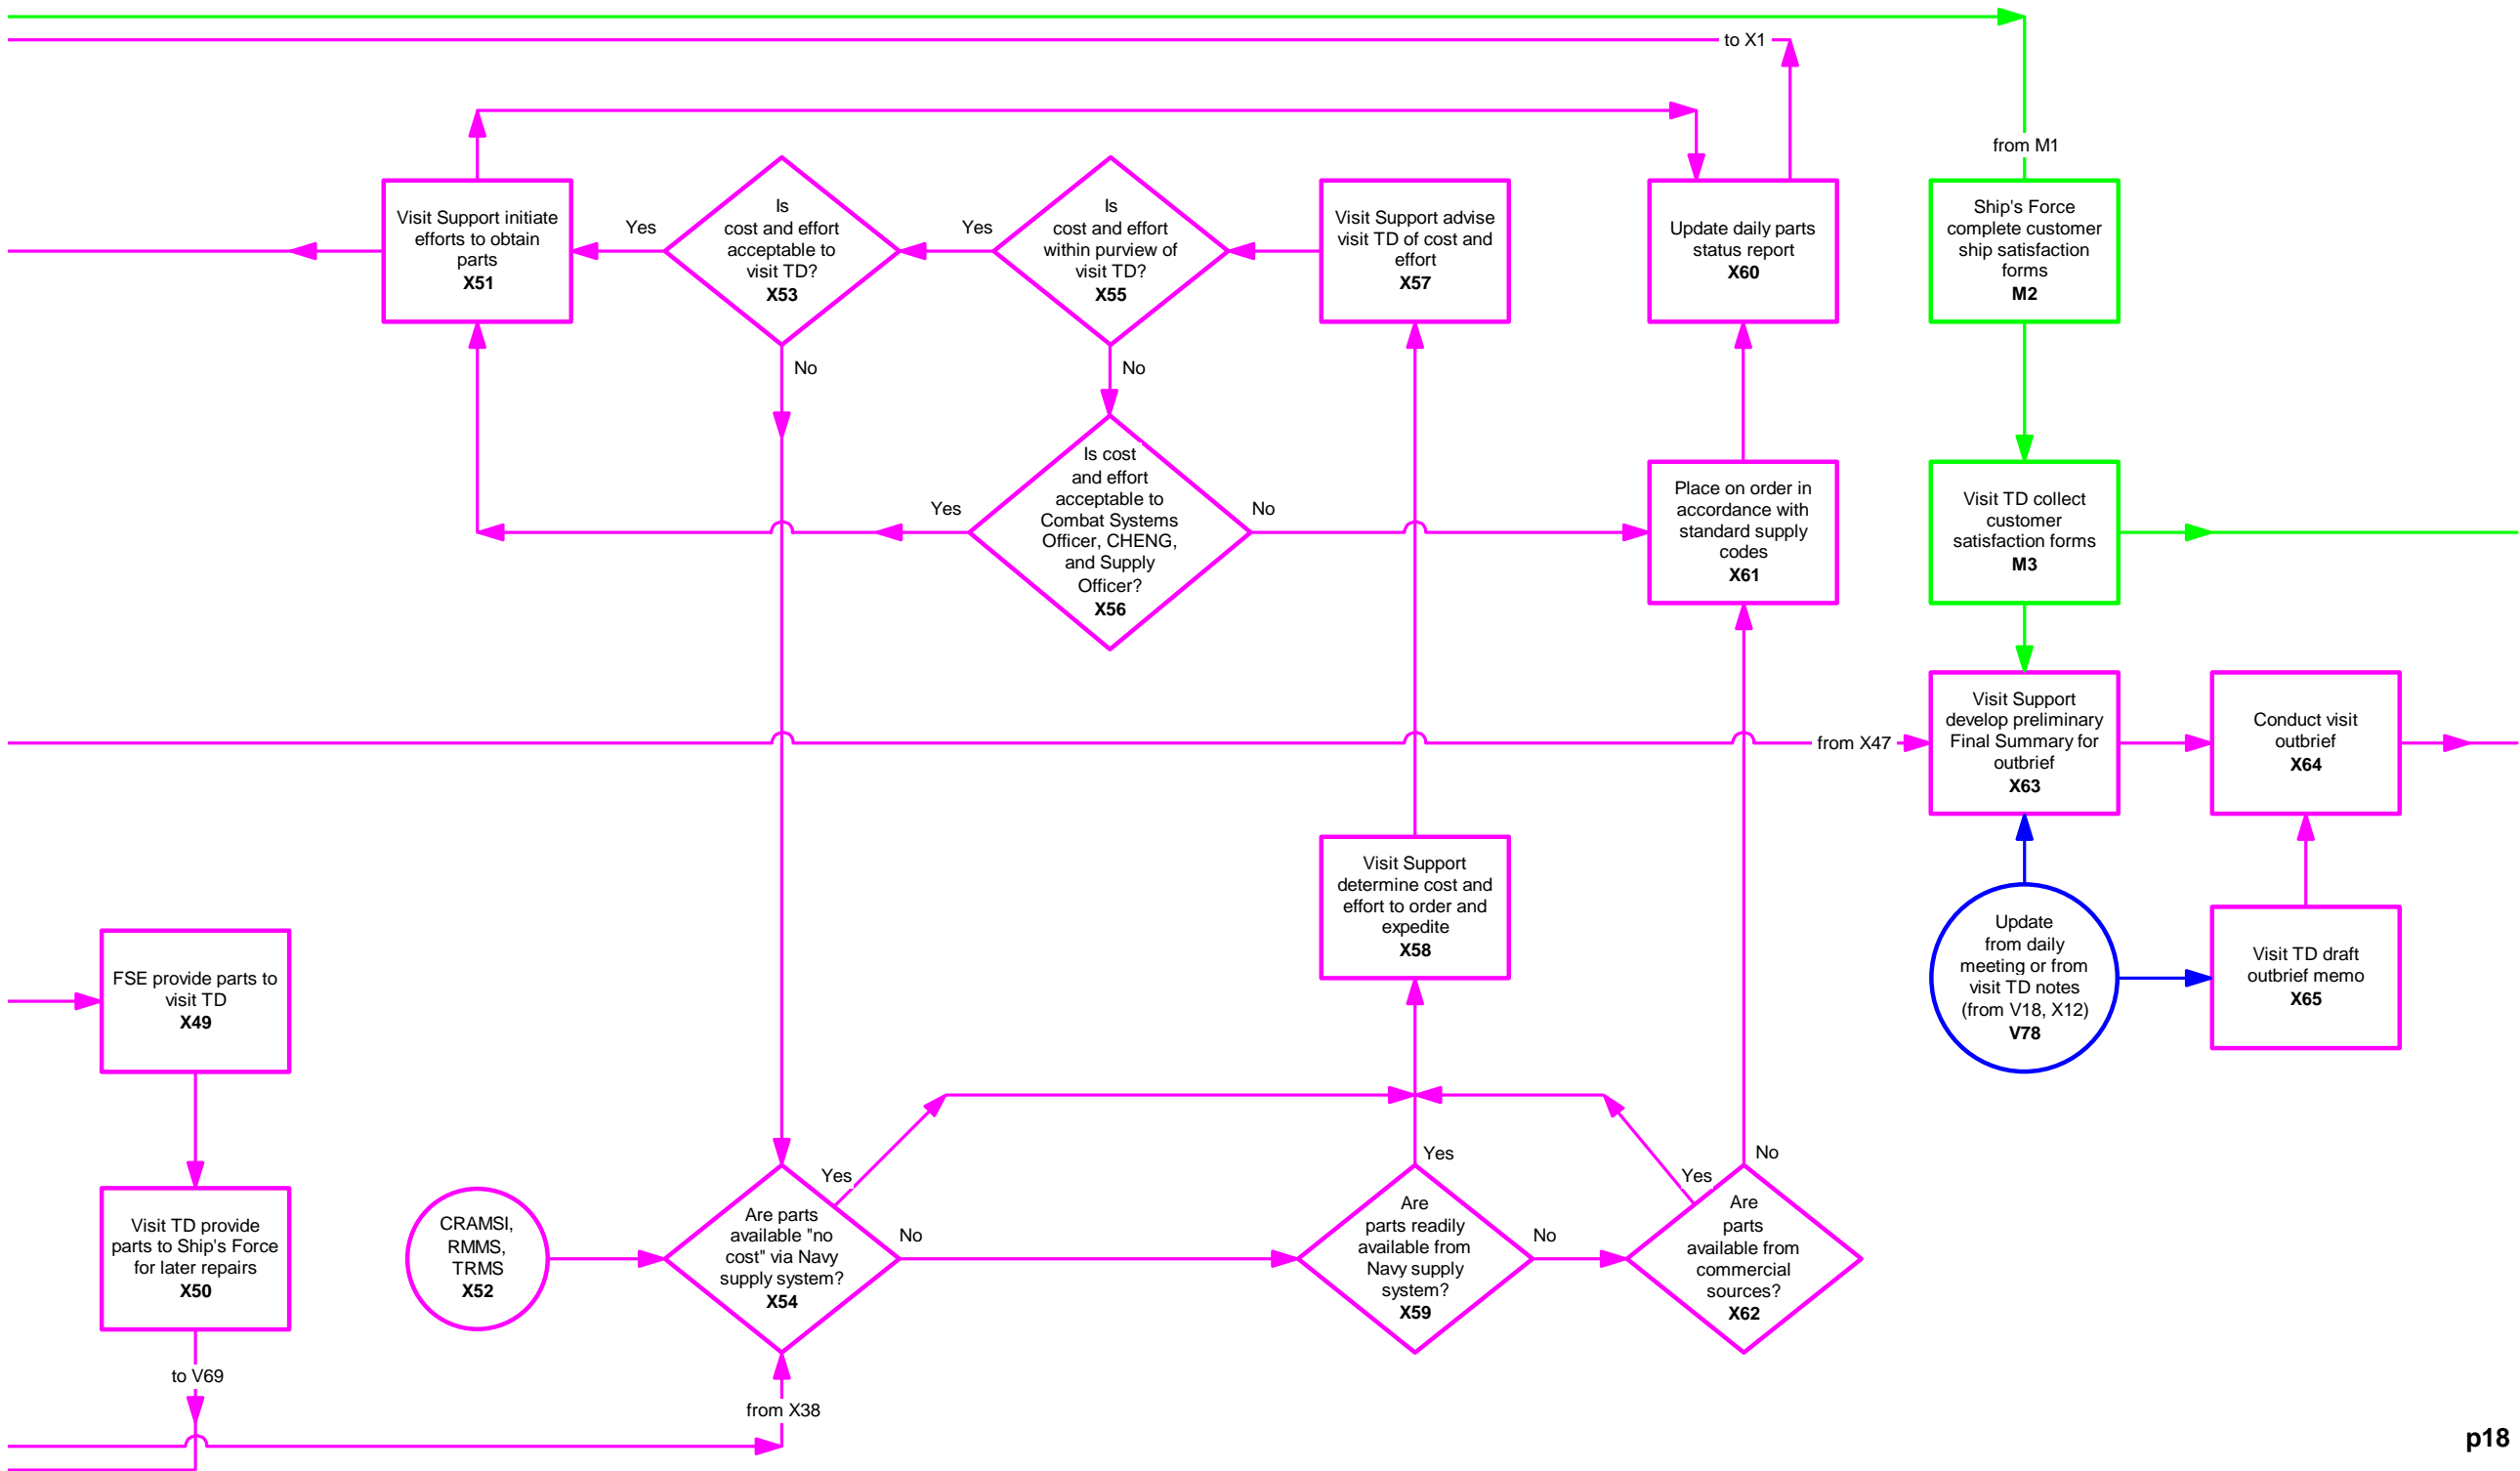 to X1
from M1
Visit Support initiate
efforts to obtain
parts
X51
Yes
Is
cost and effort
acceptable to
visit TD?
X53
Yes
Is
cost and effort
within purview of
visit TD?
X55
Visit Support advise
visit TD of cost and
effort
X57
Update daily parts
status report
X60
Ship's Force
complete customer
ship satisfaction
forms
M2
No
No
Yes
Is cost
and effort
acceptable to
Combat Systems
Officer, CHENG,
and Supply
Officer?
X56
No
Place on order in
accordance with
standard supply
codes
X61
Visit TD collect
customer
satisfaction forms
M3
from X47
Visit Support
develop preliminary
Final Summary for
outbrief
X63
Conduct visit
outbrief
X64
Visit Support
determine cost and
effort to order and
expedite
X58
FSE provide parts to
visit TD
X49
Update
from daily
meeting or from
visit TD notes
(from V18, X12)
V78
Visit TD draft
outbrief memo
X65
Visit TD provide
parts to Ship's Force
for later repairs
X50
CRAMSI,
RMMS,
TRMS
X52
Yes
Are parts
available "no
cost" via Navy
supply system?
X54
No
Yes
Are
parts readily
available from
Navy supply
system?
X59
No
Yes
No
Are
parts
available from
commercial
sources?
X62
to V69
from X38
p18